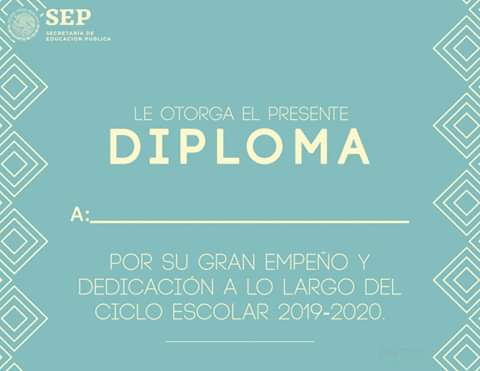 SEP
SECRETARÍA DE
EDUCACIÓN PÚBLICA
LE OTORGA EL PRESENTE
DIPLOMA
A:
POR SU GRAN EMPEÑO Y
DEDICACIÓN A LO LARGO DEL
CICLO ESCOLAR 2019-2020.